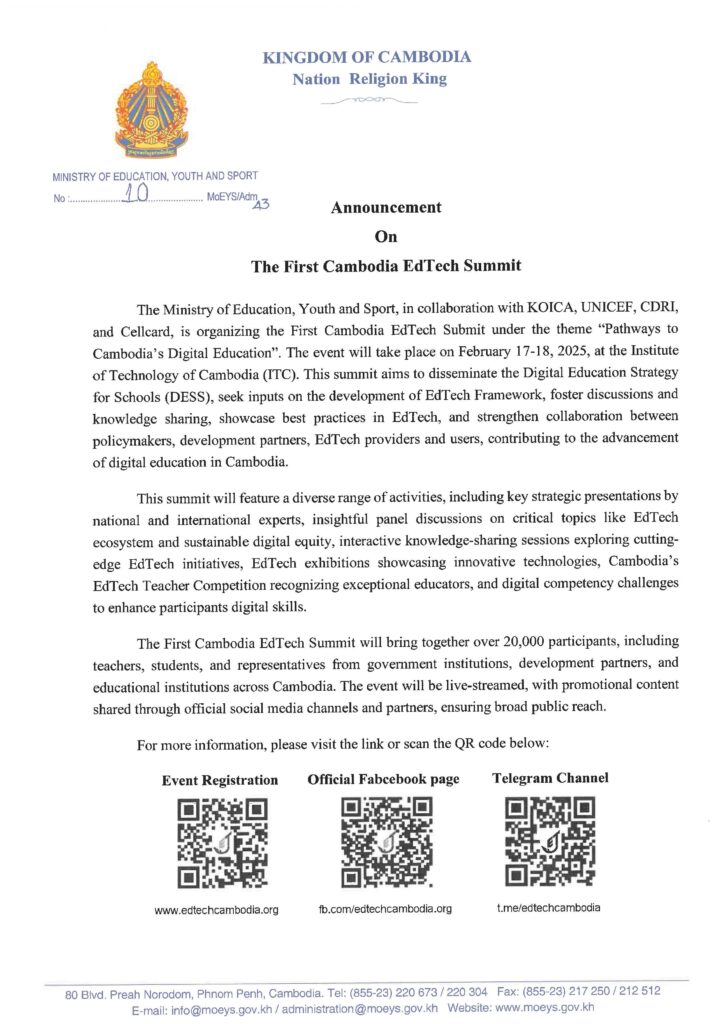 KINGDOM OF CAMBODIA
Nation Religion King
MINISTRY OF EDUCATION, YOUTH AND SPORT
No :........................10........................ MoEYS/Adm
Announcement
On
The First Cambodia EdTech Summit
The Ministry of Education, Youth and Sport, in collaboration with KOICA, UNICEF, CDRI,
and Cellcard, is organizing the First Cambodia EdTech Submit under the theme “Pathways to
Cambodia’s Digital Education”. The event will take place on February 17-18, 2025, at the Institute
of Technology of Cambodia (ITC). This summit aims to disseminate the Digital Education Strategy
for Schools (DESS), seek inputs on the development of EdTech Framework, foster discussions and
knowledge sharing, showcase best practices in EdTech, and strengthen collaboration between
policymakers, development partners, EdTech providers and users, contributing to the advancement
of digital education in Cambodia.
This summit will feature a diverse range of activities, including key strategic presentations by
national and international experts, insightful panel discussions on critical topics like EdTech
ecosystem and sustainable digital equity, interactive knowledge-sharing sessions exploring cutting-
edge EdTech initiatives, EdTech exhibitions showcasing innovative technologies, Cambodia’s
EdTech Teacher Competition recognizing exceptional educators, and digital competency challenges
to enhance participants digital skills.
The First Cambodia EdTech Summit will bring together over 20,000 participants, including
teachers, students, and representatives from government institutions, development partners, and
educational institutions across Cambodia. The event will be live-streamed, with promotional content
shared through official social media channels and partners, ensuring broad public reach.
For more information, please visit the link or scan the QR code below:
Event Registration
www.edtechcambodia.org
Official Fabcebook page
fb.com/edtechcambodia.org
Telegram Channel
t.me/edtechcambodia
80 Blvd. Preah Norodom, Phnom Penh, Cambodia. Tel: (855-23) 220 673 / 220 304 Fax: (855-23) 217 250 / 212 512
E-mail: info@moeys.gov.kh / administration@moeys.gov.kh Website: www.moeys.gov.kh